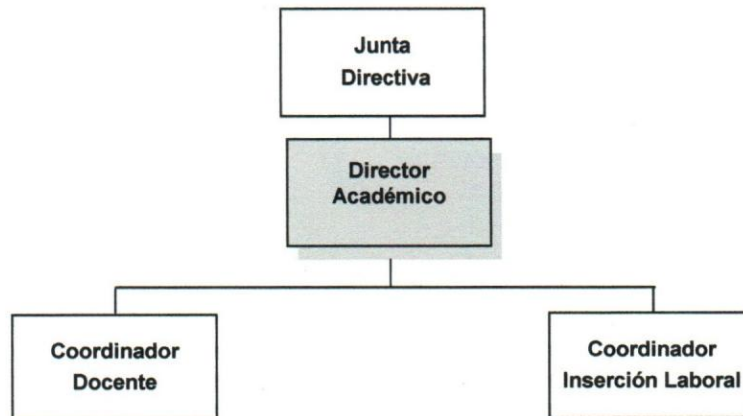 Junta
Directiva
Director
Académico
Coordinador
Docente
Coordinador
Inserción Laboral